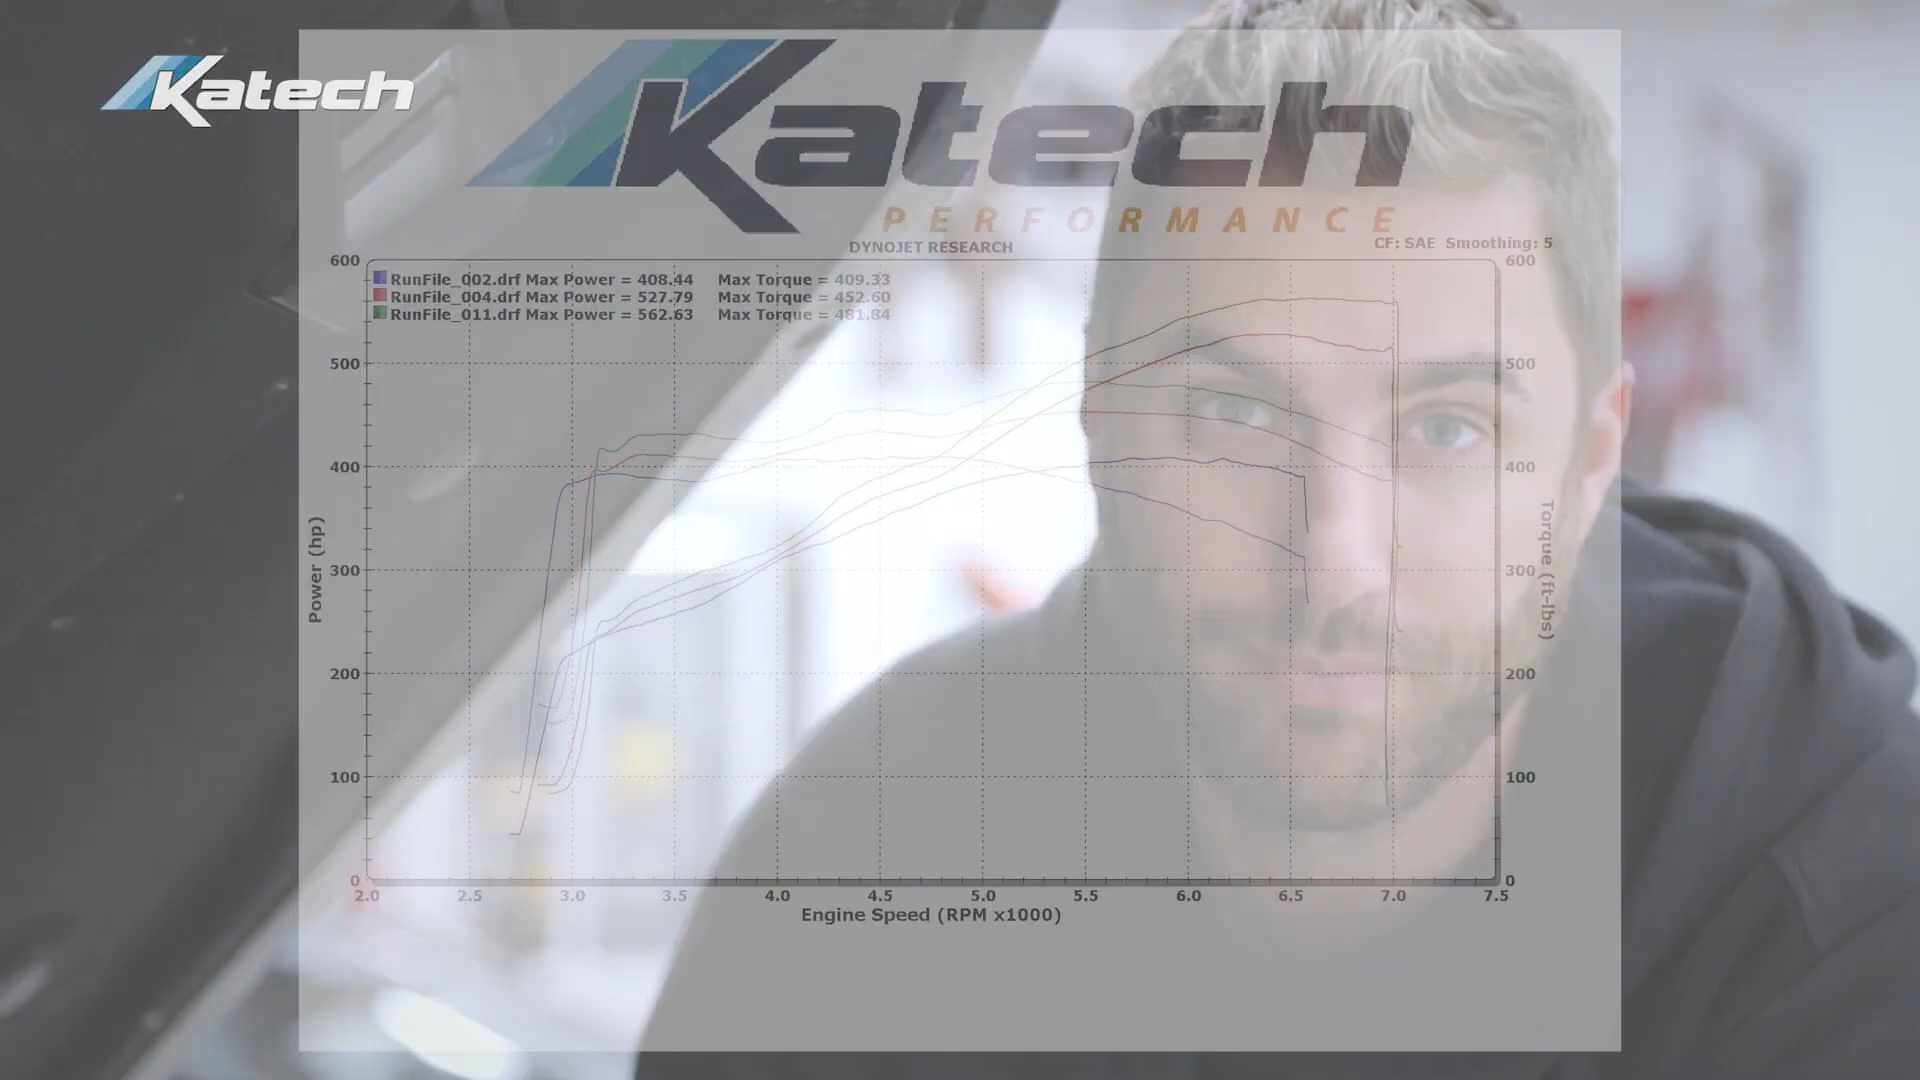 Katech
Katech
PERFORMANCE
DYNOJET RESEARCH
CF: SAE Smoothing: 5
RunFile_002.drf Max Power = 408.44 Max Torque = 409.33
RunFile_004.drf Max Power = 527.79 Max Torque = 452.60
RunFile_011.drf Max Power = 562.63 Max Torque = 481.84
600
500
400
300
200
100
0
Power (hp)
600
500
400
300
200
100
0
Torque (ft-lbs)
2.0 2.5 3.0 3.5 4.0 4.5 5.0 5.5 6.0 6.5 7.0 7.5
Engine Speed (RPM x1000)